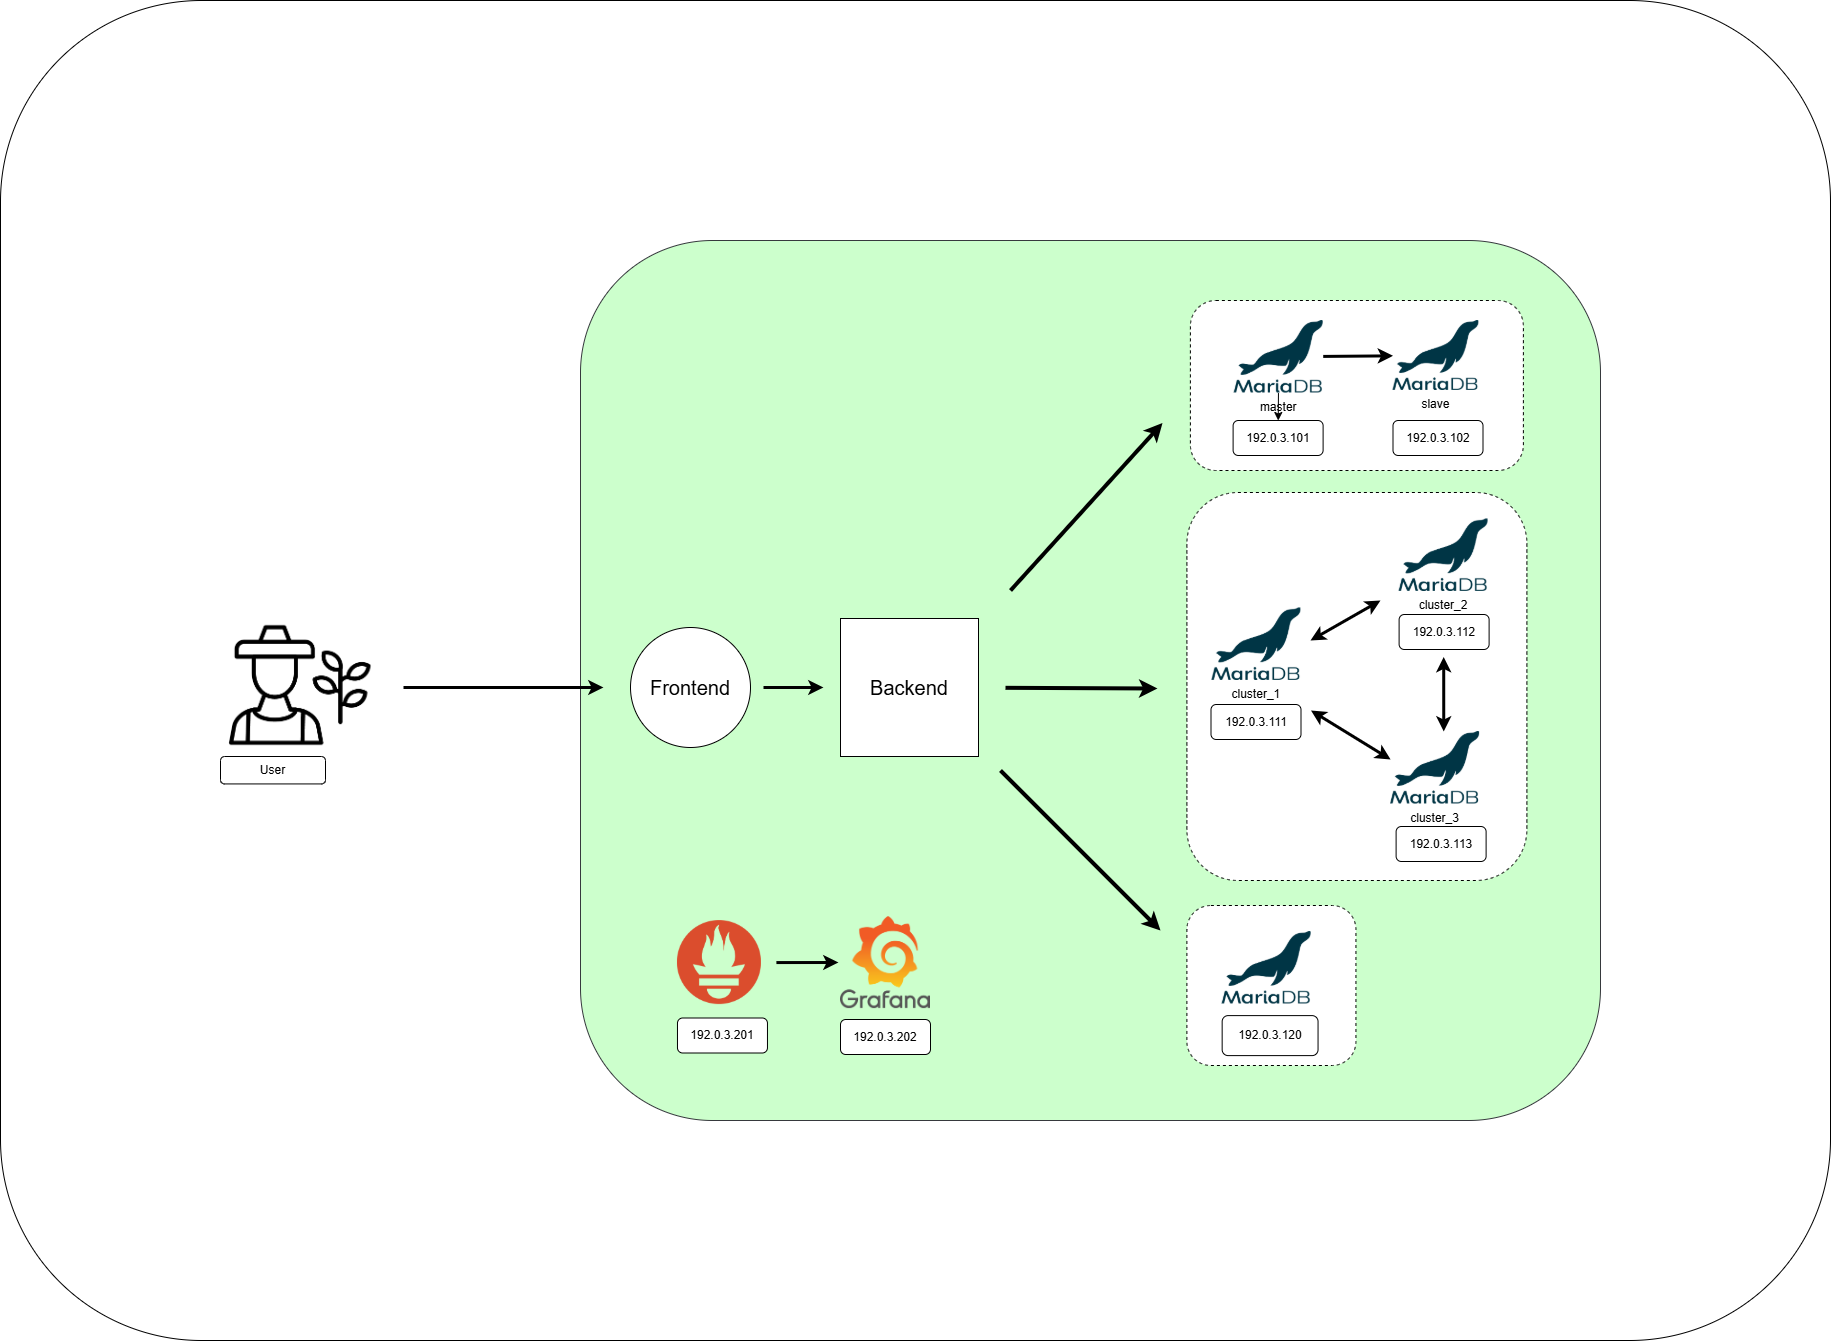 User
Frontend
Backend
MariaDB
master
192.0.3.101
MariaDB
slave
192.0.3.102
MariaDB
cluster_1
192.0.3.111
MariaDB
cluster_2
192.0.3.112
MariaDB
cluster_3
192.0.3.113
192.0.3.201
Grafana
192.0.3.202
MariaDB
192.0.3.120